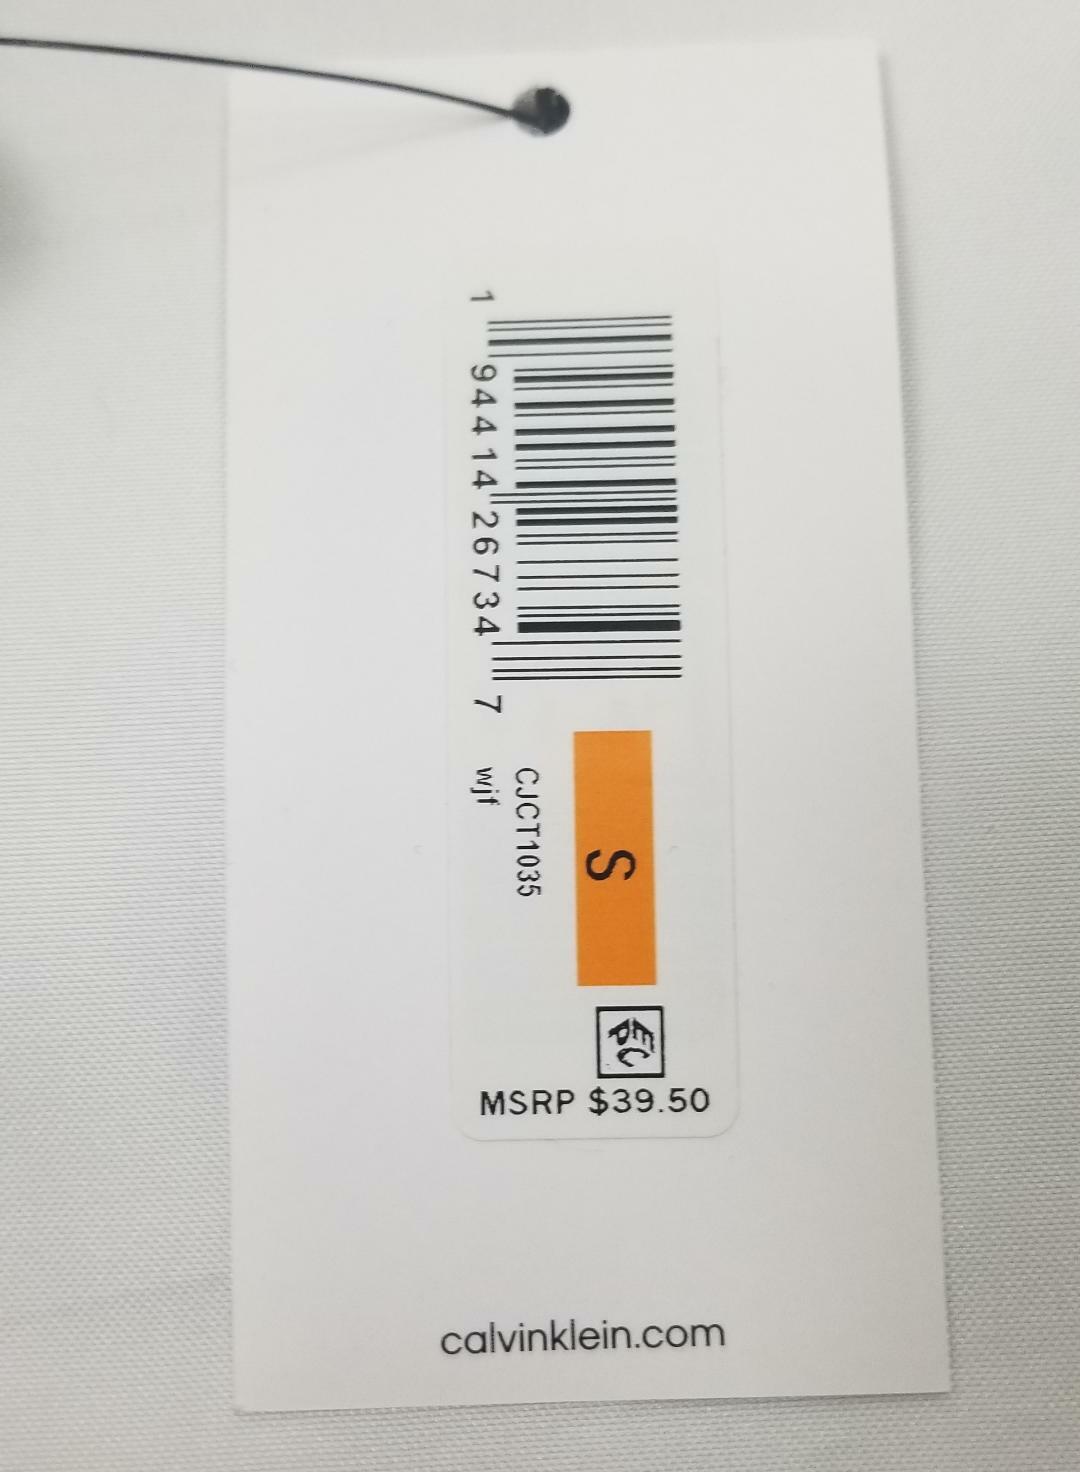 1 94414 26734 7
S
CJCT1035
wjf
MSRP $39.50
calvinklein.com